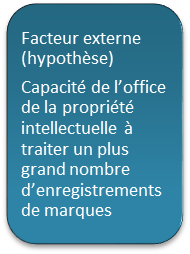 Facteur externe
(hypothèse)
Capacité de l’office
de la propriété
intellectuelle à
traiter un plus
grand nombre
d’enregistrements
de marques